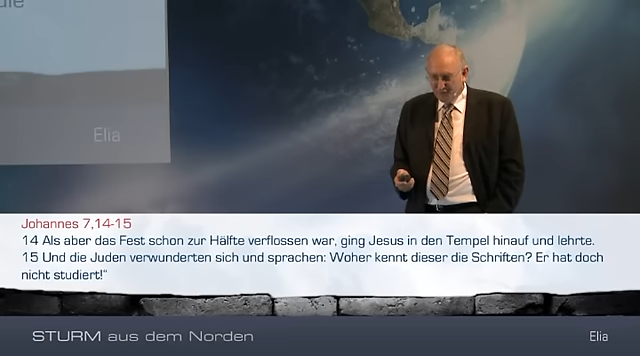 die
Elia
Johannes 7,14-15
14 Als aber das Fest schon zur Hälfte verflossen war, ging Jesus in den Tempel hinauf und lehrte.
15 Und die Juden verwunderten sich und sprachen: Woher kennt dieser die Schriften? Er hat doch
nicht studiert!“
STURM aus dem Norden
Elia